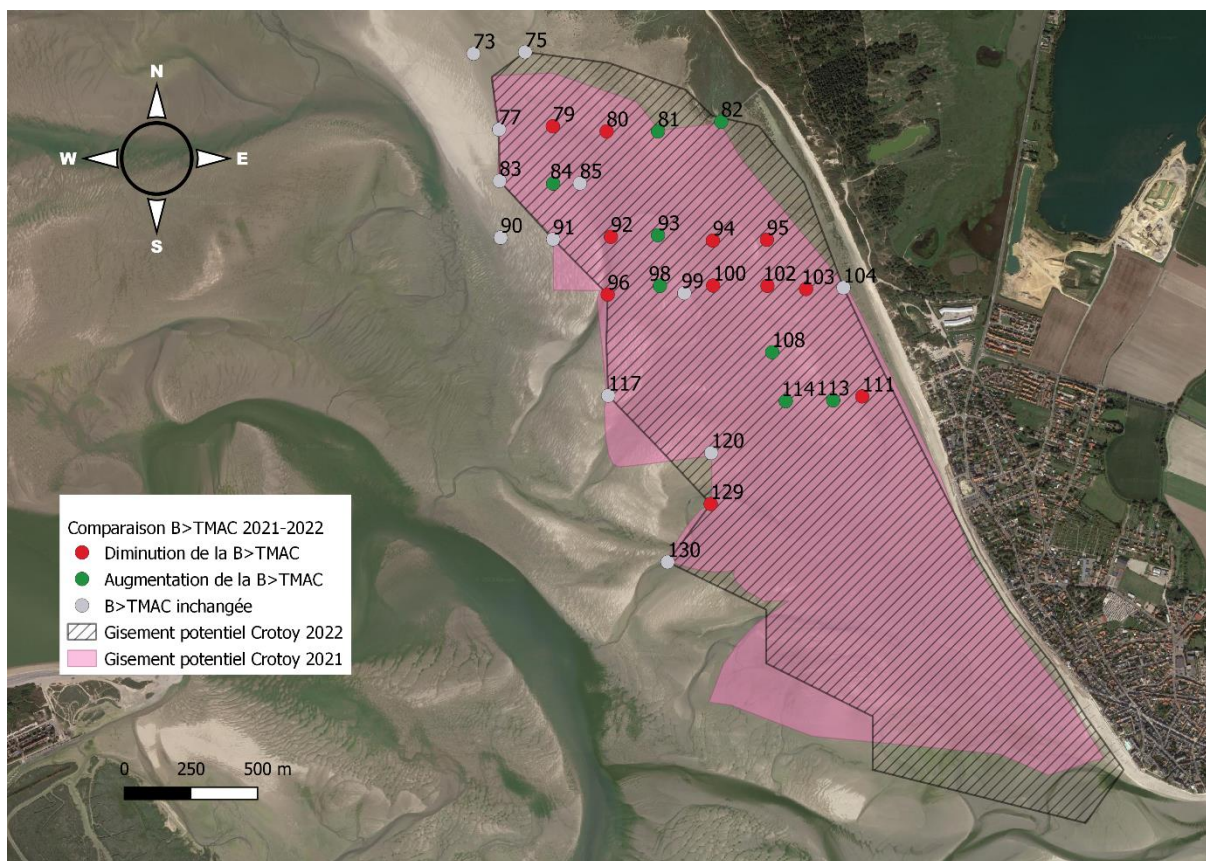 73
75
N
W
E
S
77
79
80
81
82
83
84
85
90
91
92
93
94
95
96
98
99
100
102
103
104
108
117
114
113
111
120
129
130
Comparaison B>TMAC 2021-2022
Diminution de la B>TMAC
Augmentation de la B>TMAC
B>TMAC inchangée
Gisement potentiel Crotoy 2022
Gisement potentiel Crotoy 2021
0 250 500 m